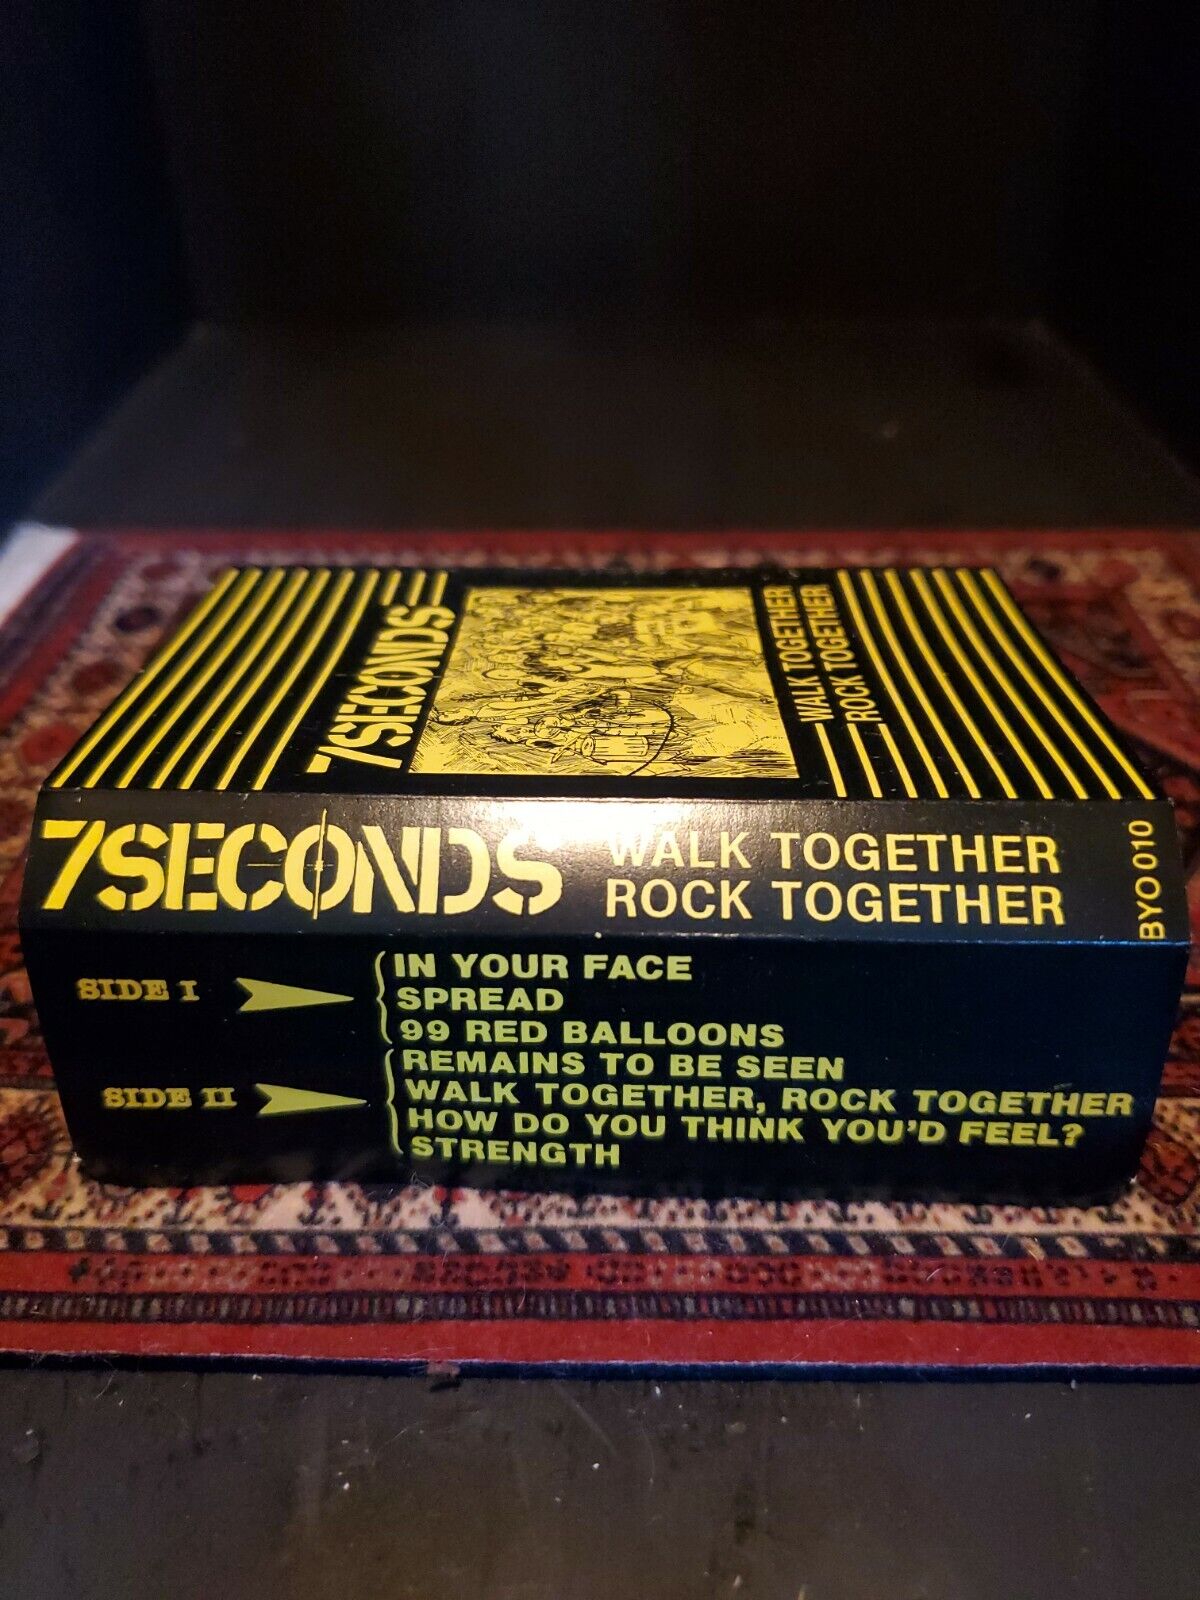 7SECONDS
WALK TOGETHER
ROCK TOGETHER
7SECONDS
WALK TOGETHER
ROCK TOGETHER
BYO 010
SIDE I
IN YOUR FACE
SPREAD
99 RED BALLOONS
SIDE II
REMAINS TO BE SEEN
WALK TOGETHER, ROCK TOGETHER
HOW DO YOU THINK YOU'D FEEL?
STRENGTH